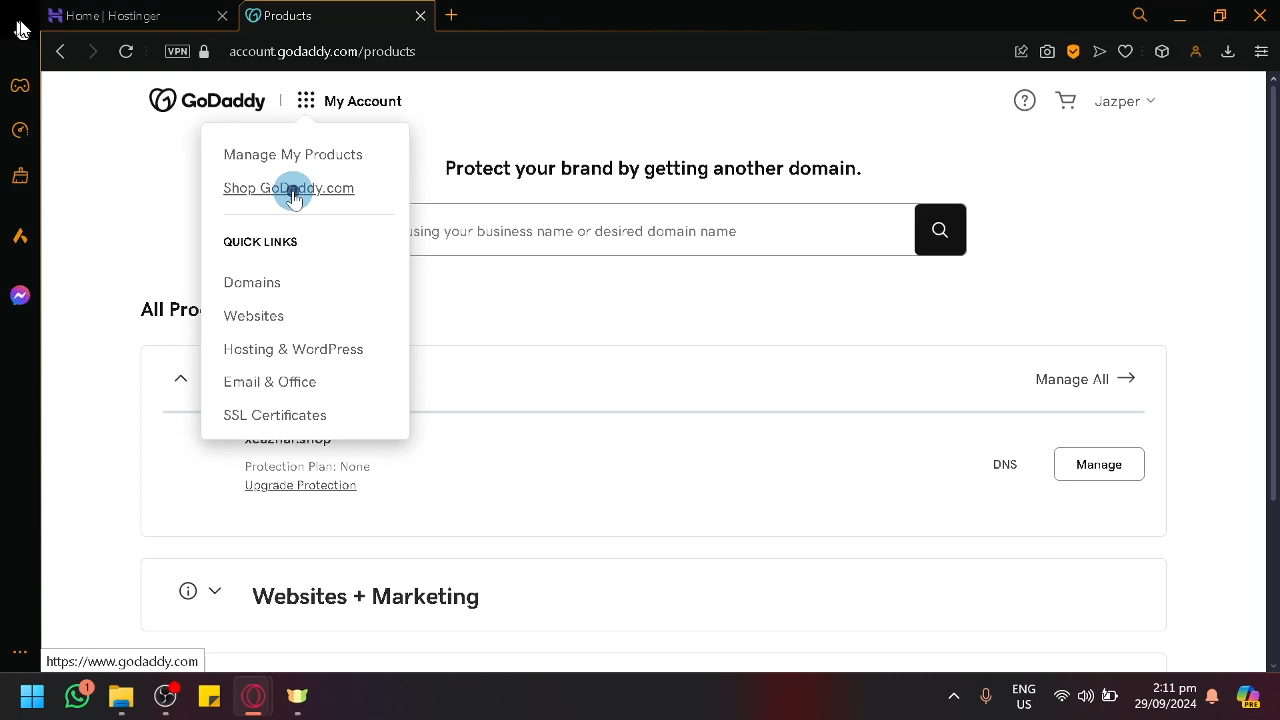 Home | Hostinger
Products
VPN
account.godaddy.com/products
GoDaddy
My Account
Jazper
Manage My Products
Shop GoDaddy.com
QUICK LINKS
Domains
Websites
Hosting & WordPress
Email & Office
SSL Certificates
Protect your brand by getting another domain.
using your business name or desired domain name
All Pro
Manage All
Protection Plan: None
Upgrade Protection
DNS
Manage
Websites + Marketing
https://www.godaddy.com
1
ENG
US
2:11 pm
29/09/2024
PRE